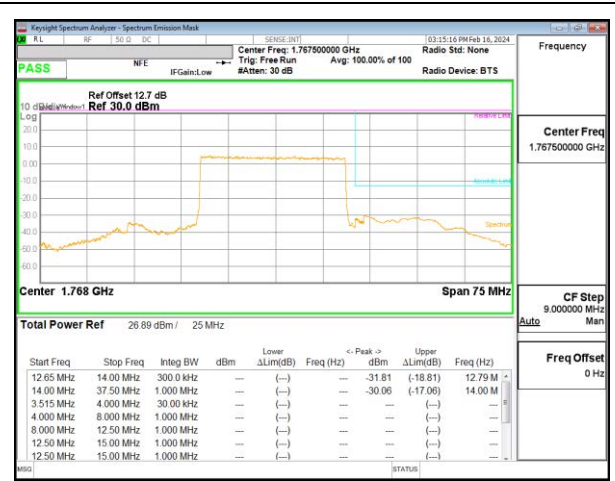 Keysight Spectrum Analyzer - Spectrum Emission Mask
RL RF 50 Ω DC SENSE:INT 03:15:16 PM Feb 16, 2024
Center Freq: 1.767500000 GHz Radio Std: None
NFE Trig: Free Run Avg: 100.00% of 100
PASS IFGain:Low #Atten: 30 dB Radio Device: BTS
Frequency
Ref Offset 12.7 dB
10 dB/div Ref 30.0 dBm
Log
Relative Limit
20.0
10.0
0.00
-10.0
Absolute Limit
-20.0
-30.0
Spectrum
-40.0
-50.0
-60.0
Center 1.768 GHz Span 75 MHz
Center Freq
1.767500000 GHz
CF Step
9.000000 MHz
Auto Man
Freq Offset
0 Hz
Total Power Ref 26.89 dBm / 25 MHz
Lower <- Peak -> Upper
Start Freq Stop Freq Integ BW dBm ΔLim(dB) Freq (Hz) dBm ΔLim(dB) Freq (Hz)
12.65 MHz 14.00 MHz 300.0 kHz --- (---) --- -31.81 (-18.81) 12.79 M
14.00 MHz 37.50 MHz 1.000 MHz --- (---) --- -30.06 (-17.06) 14.00 M
3.515 MHz 4.000 MHz 30.00 kHz --- (---) --- --- (---) ---
4.000 MHz 8.000 MHz 1.000 MHz --- (---) --- --- (---) ---
8.000 MHz 12.50 MHz 1.000 MHz --- (---) --- --- (---) ---
12.50 MHz 15.00 MHz 1.000 MHz --- (---) --- --- (---) ---
12.50 MHz 15.00 MHz 1.000 MHz --- (---) --- --- (---) ---
MSG STATUS